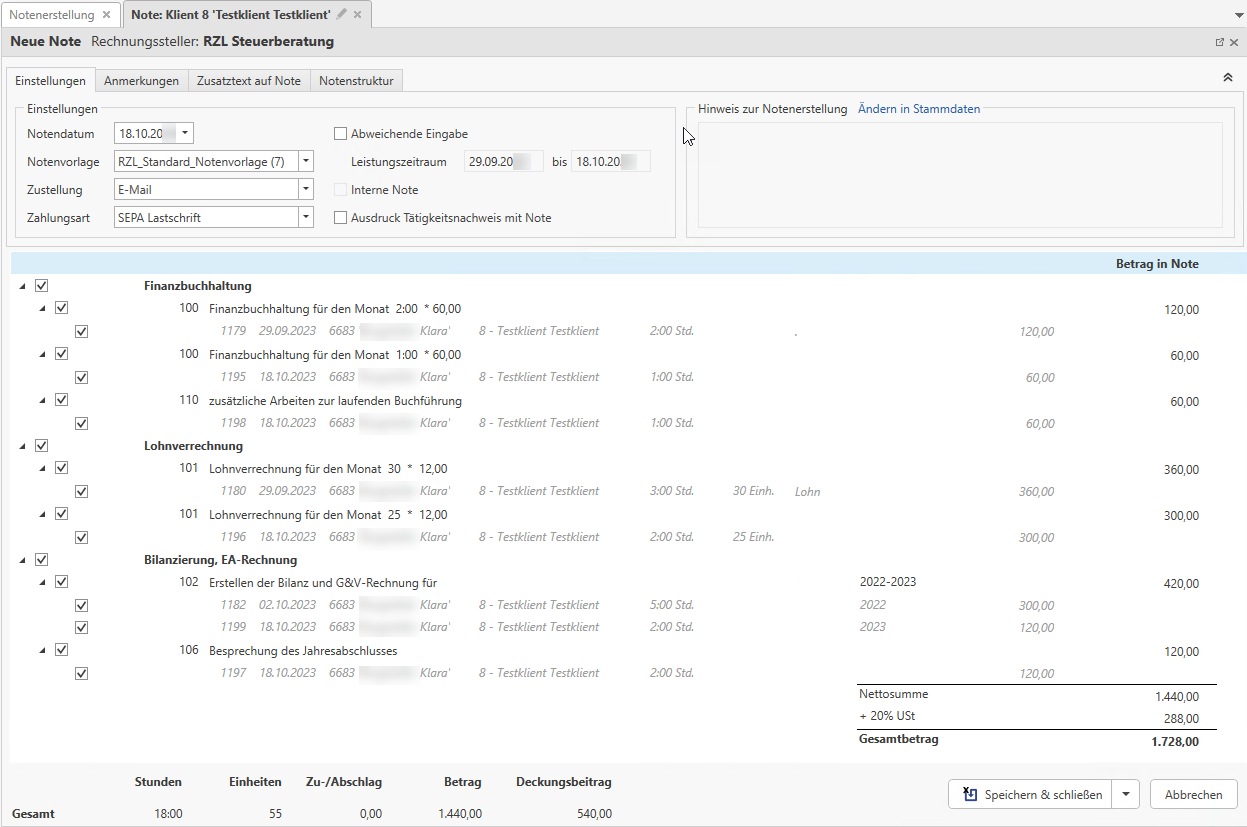 Notenerstellung
Note: Klient 8 'Testklient Testklient'
Neue Note Rechnungssteller: RZL Steuerberatung
Einstellungen Anmerkungen Zusatztext auf Note Notenstruktur
Einstellungen
Hinweis zur Notenerstellung Ändern in Stammdaten
Notendatum 18.10.20 Abweichende Eingabe
Notenvorlage RZL_Standard_Notenvorlage (7) Leistungszeitraum 29.09.20 bis 18.10.20
Zustellung E-Mail Interne Note
Zahlungsart SEPA Lastschrift Ausdruck Tätigkeitsnachweis mit Note
Betrag in Note
Finanzbuchhaltung
100 Finanzbuchhaltung für den Monat 2:00 * 60,00 120,00
1179 29.09.2023 6683 Klara' 8 - Testklient Testklient 2:00 Std. . 120,00
100 Finanzbuchhaltung für den Monat 1:00 * 60,00 60,00
1195 18.10.2023 6683 Klara' 8 - Testklient Testklient 1:00 Std. 60,00
110 zusätzliche Arbeiten zur laufenden Buchführung 60,00
1198 18.10.2023 6683 Klara' 8 - Testklient Testklient 1:00 Std. 60,00
Lohnverrechnung
101 Lohnverrechnung für den Monat 30 * 12,00 360,00
1180 29.09.2023 6683 Klara' 8 - Testklient Testklient 3:00 Std. 30 Einh. Lohn 360,00
101 Lohnverrechnung für den Monat 25 * 12,00 300,00
1196 18.10.2023 6683 Klara' 8 - Testklient Testklient 2:00 Std. 25 Einh. 300,00
Bilanzierung, EA-Rechnung
102 Erstellen der Bilanz und G&V-Rechnung für 2022-2023 420,00
1182 02.10.2023 6683 Klara' 8 - Testklient Testklient 5:00 Std. 2022 300,00
1199 18.10.2023 6683 Klara' 8 - Testklient Testklient 2:00 Std. 2023 120,00
106 Besprechung des Jahresabschlusses 120,00
1197 18.10.2023 6683 Klara' 8 - Testklient Testklient 2:00 Std. 120,00
Nettosumme 1.440,00
+ 20% USt 288,00
Gesamtbetrag 1.728,00
Stunden Einheiten Zu-/Abschlag Betrag Deckungsbeitrag
Gesamt 18:00 55 0,00 1.440,00 540,00
Speichern & schließen Abbrechen